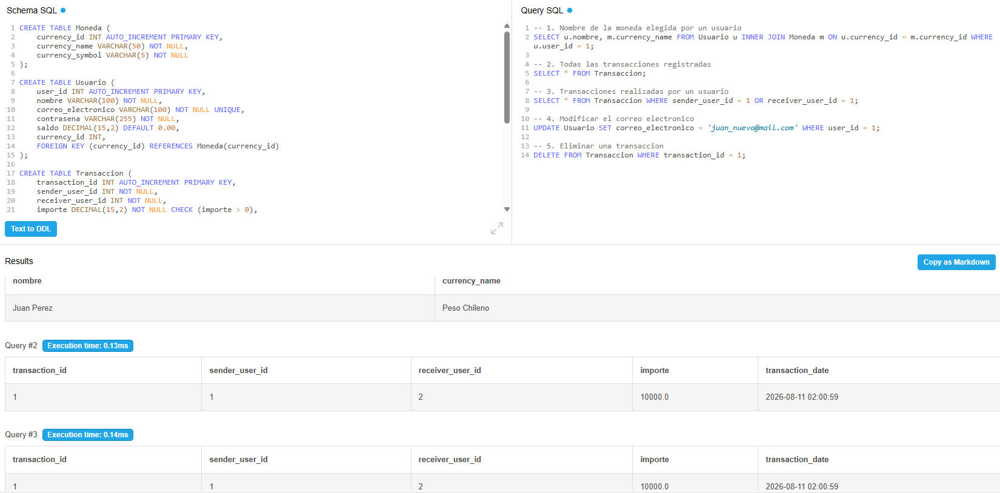 Schema SQL
1 CREATE TABLE Moneda (
2     currency_id INT AUTO_INCREMENT PRIMARY KEY,
3     currency_name VARCHAR(50) NOT NULL,
4     currency_symbol VARCHAR(5) NOT NULL
5 );
6
7 CREATE TABLE Usuario (
8     user_id INT AUTO_INCREMENT PRIMARY KEY,
9     nombre VARCHAR(100) NOT NULL,
10     correo_electronico VARCHAR(100) NOT NULL UNIQUE,
11     contrasena VARCHAR(255) NOT NULL,
12     saldo DECIMAL(15,2) DEFAULT 0.00,
13     currency_id INT,
14     FOREIGN KEY (currency_id) REFERENCES Moneda(currency_id)
15 );
16
17 CREATE TABLE Transaccion (
18     transaction_id INT AUTO_INCREMENT PRIMARY KEY,
19     sender_user_id INT NOT NULL,
20     receiver_user_id INT NOT NULL,
21     importe DECIMAL(15,2) NOT NULL CHECK (importe > 0),
Text to DDL
Query SQL
1 -- 1. Nombre de la moneda elegida por un usuario
2 SELECT u.nombre, m.currency_name FROM Usuario u INNER JOIN Moneda m ON u.currency_id = m.currency_id WHERE
u.user_id = 1;
3
4 -- 2. Todas las transacciones registradas
5 SELECT * FROM Transaccion;
6
7 -- 3. Transacciones realizadas por un usuario
8 SELECT * FROM Transaccion WHERE sender_user_id = 1 OR receiver_user_id = 1;
9
10 -- 4. Modificar el correo electronico
11 UPDATE Usuario SET correo_electronico = 'juan_nuevo@mail.com' WHERE user_id = 1;
12
13 -- 5. Eliminar una transaccion
14 DELETE FROM Transaccion WHERE transaction_id = 1;
Results
Copy as Markdown
nombre currency_name
Juan Perez Peso Chileno
Query #2 Execution time: 0.13ms
transaction_id sender_user_id receiver_user_id importe transaction_date
1 1 2 10000.0 2026-08-11 02:00:59
Query #3 Execution time: 0.14ms
transaction_id sender_user_id receiver_user_id importe transaction_date
1 1 2 10000.0 2026-08-11 02:00:59